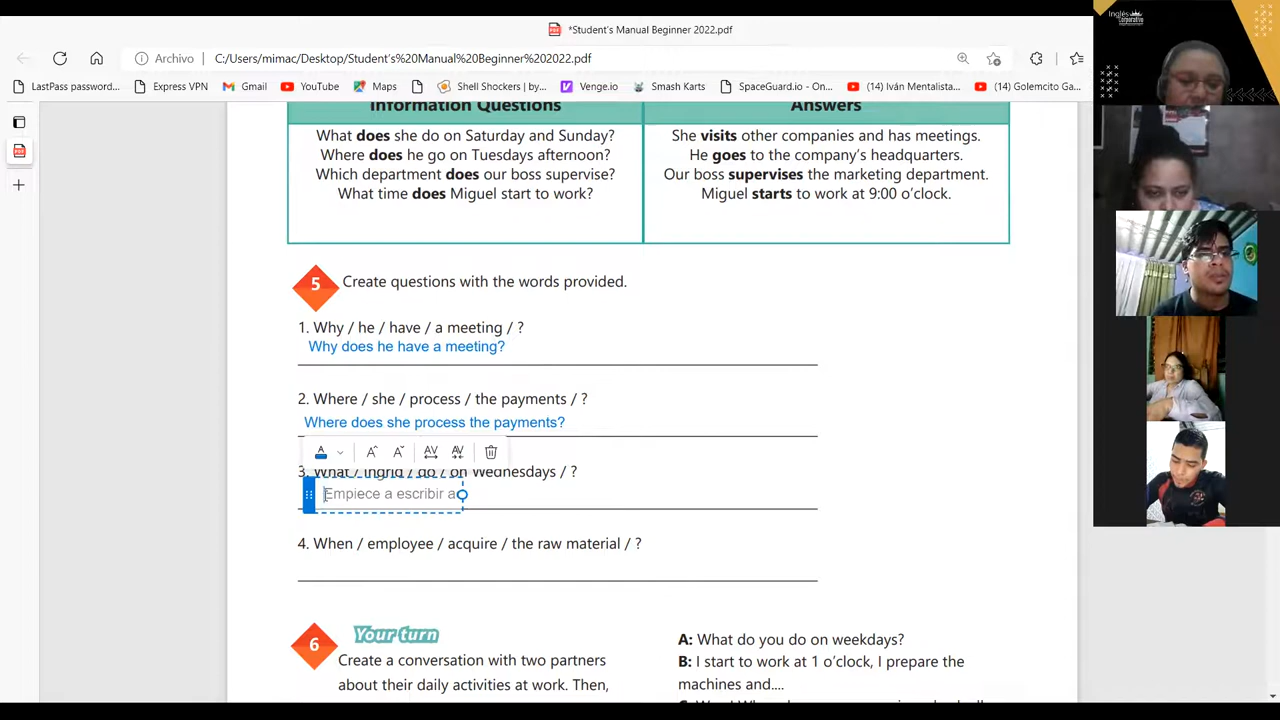 *Student's Manual Beginner 2022.pdf
Archivo
C:/Users/mimac/Desktop/Student's%20Manual%20Beginner%202022.pdf
LastPass password...
Express VPN
Gmail
YouTube
Maps
Shell Shockers | by...
Venge.io
Smash Karts
SpaceGuard.io - On...
(14) Iván Mentalista...
(14) Golemcito Ga...
Inglés
Corporativo
Information Questions
Answers
What does she do on Saturday and Sunday?
Where does he go on Tuesdays afternoon?
Which department does our boss supervise?
What time does Miguel start to work?
She visits other companies and has meetings.
He goes to the company's headquarters.
Our boss supervises the marketing department.
Miguel starts to work at 9:00 o'clock.
5 Create questions with the words provided.
1. Why / he / have / a meeting / ?
Why does he have a meeting?
2. Where / she / process / the payments / ?
Where does she process the payments?
3. What / Ingrid / do / on Wednesdays / ?
Empiece a escribir a
4. When / employee / acquire / the raw material / ?
6 Your turn
Create a conversation with two partners
about their daily activities at work. Then,
A: What do you do on weekdays?
B: I start to work at 1 o'clock, I prepare the
machines and....